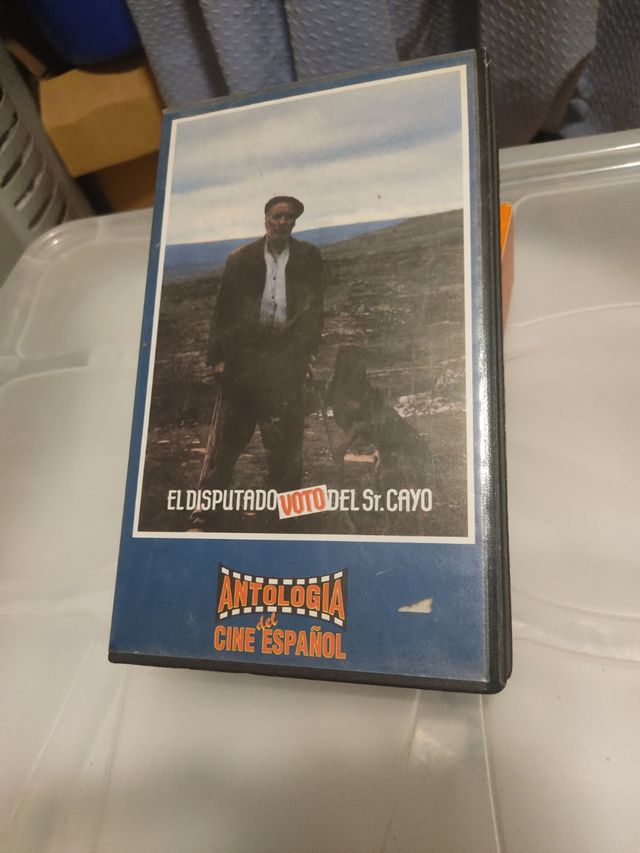 EL DISPUTADO VOTO DEL Sr. CAYO
ANTOLOGIA
del
CINE ESPAÑOL